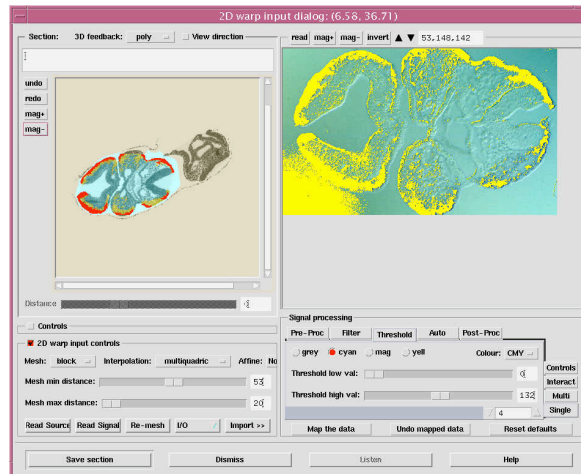 2D warp input dialog: (6.58, 36.71)
Section: 3D feedback: poly View direction
read mag+ mag- invert 53,148,142
undo
redo
mag+
mag-
Distance
Controls
2D warp input controls
Mesh: block Interpolation: multiquadric Affine: No
Mesh min distance: 53
Mesh max distance: 20
Read Source Read Signal Re-mesh I/O Import >>
Signal processing
Pre-Proc Filter Threshold Auto Post-Proc
grey cyan mag yell Colour: CMY
Threshold low val: 0
Threshold high val: 132
4
Controls
Interact
Multi
Single
Map the data Undo mapped data Reset defaults
Save section Dismiss Listen Help